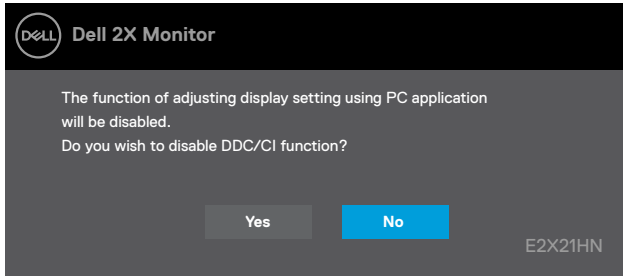 DELL Dell 2X Monitor
The function of adjusting display setting using PC application
will be disabled.
Do you wish to disable DDC/CI function?
Yes No
E2X21HN